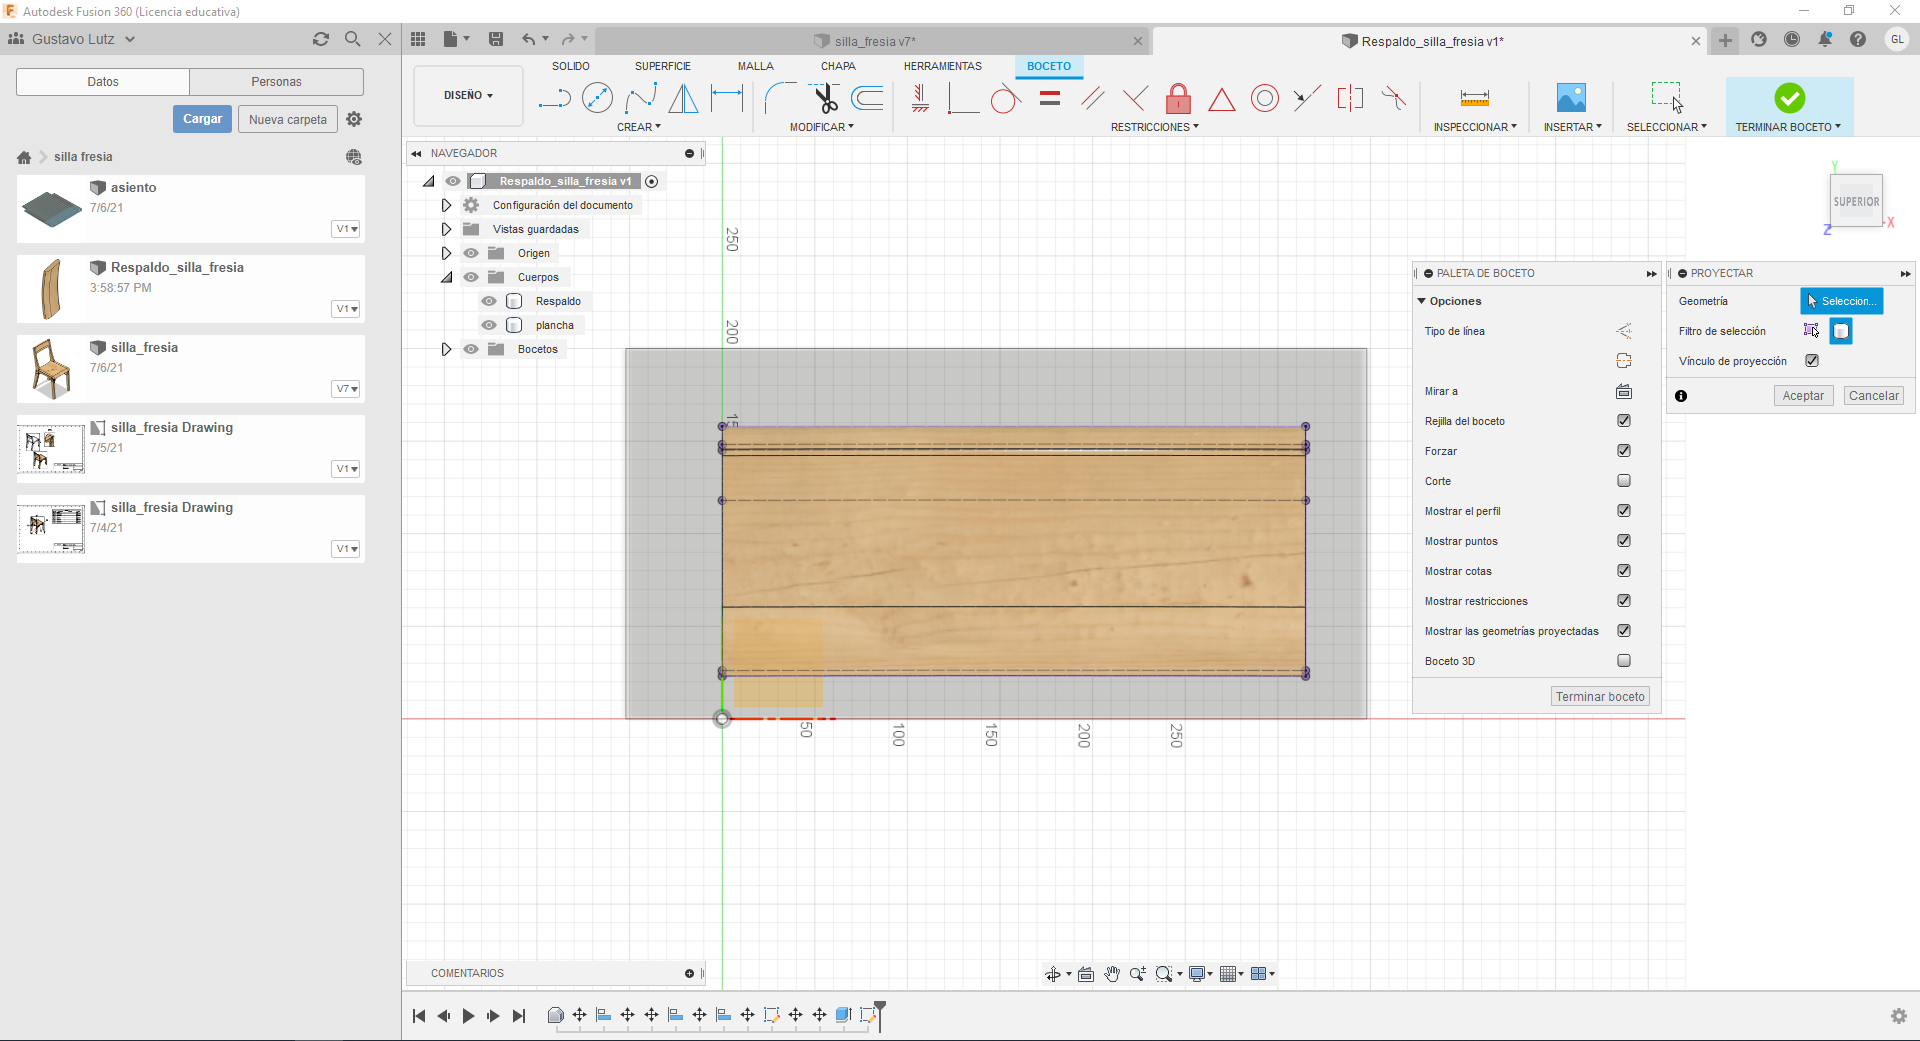 Autodesk Fusion 360 (Licencia educativa)
Gustavo Lutz
silla_fresia v7*
Respaldo_silla_fresia v1*
GL
Datos
Personas
Cargar
Nueva carpeta
silla fresia
asiento
7/6/21
V1
Respaldo_silla_fresia
3:58:57 PM
V1
silla_fresia
7/6/21
V7
silla_fresia Drawing
7/5/21
V1
silla_fresia Drawing
7/4/21
V1
DISEÑO
SOLIDO
SUPERFICIE
MALLA
CHAPA
HERRAMIENTAS
BOCETO
CREAR
MODIFICAR
RESTRICCIONES
INSPECCIONAR
INSERTAR
SELECCIONAR
TERMINAR BOCETO
NAVEGADOR
Respaldo_silla_fresia v1
Configuración del documento
Vistas guardadas
Origen
Cuerpos
Respaldo
plancha
Bocetos
250
200
15
50
100
150
200
250
Y
SUPERIOR
Z
X
PALETA DE BOCETO
Opciones
Tipo de línea
Mirar a
Rejilla del boceto
Forzar
Corte
Mostrar el perfil
Mostrar puntos
Mostrar cotas
Mostrar restricciones
Mostrar las geometrías proyectadas
Boceto 3D
Terminar boceto
PROYECTAR
Geometría
Seleccion...
Filtro de selección
Vínculo de proyección
Aceptar
Cancelar
COMENTARIOS